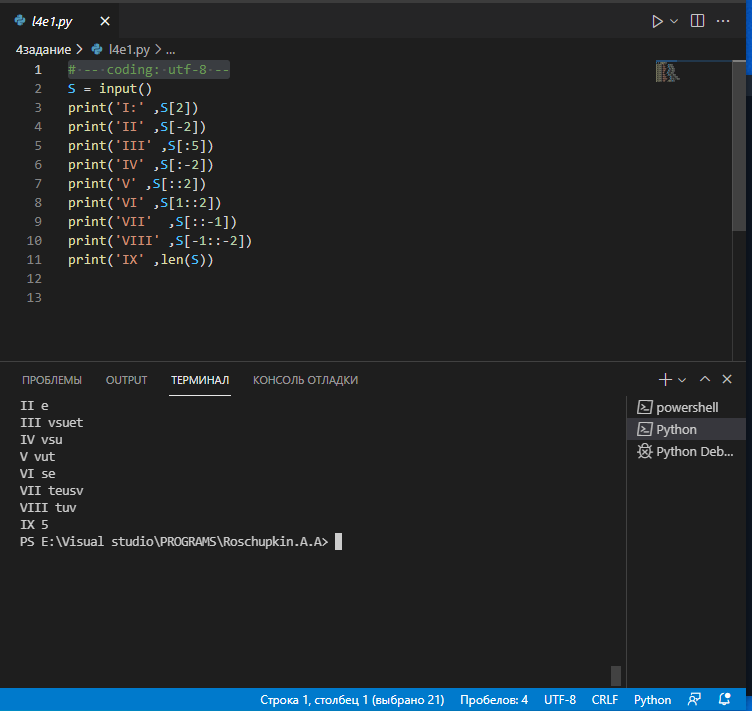 l4e1.py
4задание > l4e1.py > ...
1 # --- coding: utf-8 --
2 S = input()
3 print('I:' ,S[2])
4 print('II' ,S[-2])
5 print('III' ,S[:5])
6 print('IV' ,S[:-2])
7 print('V' ,S[::2])
8 print('VI' ,S[1::2])
9 print('VII'  ,S[::-1])
10 print('VIII' ,S[-1::-2])
11 print('IX' ,len(S))
12
13
ПРОБЛЕМЫ OUTPUT ТЕРМИНАЛ КОНСОЛЬ ОТЛАДКИ
II e
III vsuet
IV vsu
V vut
VI se
VII teusv
VIII tuv
IX 5
PS E:\Visual studio\PROGRAMS\Roschupkin.A.A>
powershell
Python
Python Deb...
Строка 1, столбец 1 (выбрано 21) Пробелов: 4 UTF-8 CRLF Python